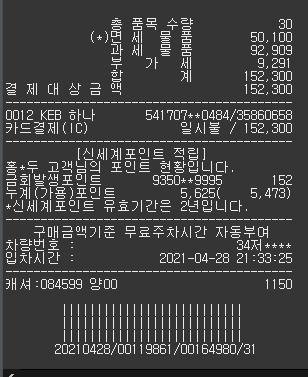 총 품목 수량 30
(*)면 세 물 품 50,100
과 세 물 품 92,909
부 가 세 9,291
합 계 152,300
결 제 대 상 금 액 152,300
0012 KEB 하나 541707**0484/35860658
카드결제(IC) 일시불 / 152,300
[신세계포인트 적립]
홍*두 고객님의 포인트 현황입니다.
금회발생포인트 9350**9995 152
누계(가용)포인트 5,625( 5,473)
*신세계포인트 유효기간은 2년입니다.
구매금액기준 무료주차시간 자동부여
차량번호 : 34저****
입차시간 : 2021-04-28 21:33:25
캐셔:084599 양00 1150
20210428/00119861/00164980/31